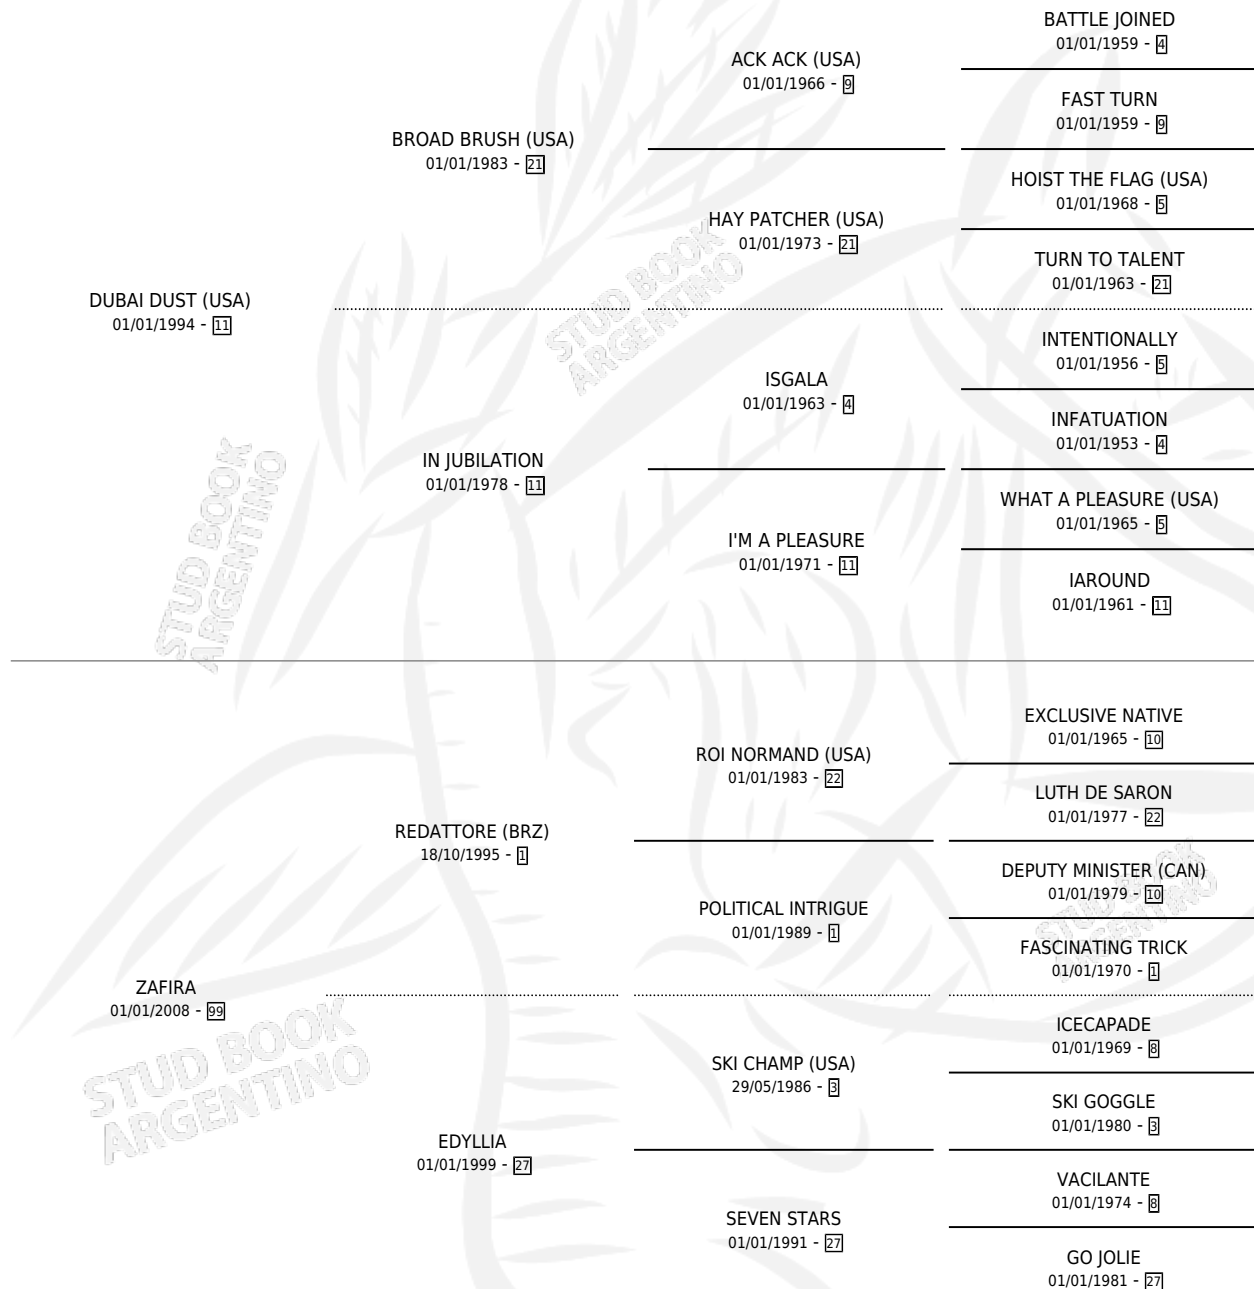 BATTLE JOINED
01/01/1959 - 4
ACK ACK (USA)
01/01/1966 - 9
FAST TURN
01/01/1959 - 9
BROAD BRUSH (USA)
01/01/1983 - 21
HOIST THE FLAG (USA)
01/01/1968 - 5
HAY PATCHER (USA)
01/01/1973 - 21
TURN TO TALENT
01/01/1963 - 21
DUBAI DUST (USA)
01/01/1994 - 11
STUD BOOK
ARGENTINO
INTENTIONALLY
01/01/1956 - 5
ISGALA
01/01/1963 - 4
INFATUATION
01/01/1953 - 4
IN JUBILATION
01/01/1978 - 11
WHAT A PLEASURE (USA)
01/01/1965 - 5
I'M A PLEASURE
01/01/1971 - 11
IAROUND
01/01/1961 - 11
STUD BOOK
ARGENTINO
EXCLUSIVE NATIVE
01/01/1965 - 10
ROI NORMAND (USA)
01/01/1983 - 22
LUTH DE SARON
01/01/1977 - 22
REDATTORE (BRZ)
18/10/1995 - 1
DEPUTY MINISTER (CAN)
01/01/1979 - 10
POLITICAL INTRIGUE
01/01/1989 - 1
STUD BOOK
ARGENTINO
FASCINATING TRICK
01/01/1970 - 1
ZAFIRA
01/01/2008 - 99
ICECAPADE
01/01/1969 - 8
SKI CHAMP (USA)
29/05/1986 - 3
STUD BOOK
ARGENTINO
SKI GOGGLE
01/01/1980 - 3
EDYLLIA
01/01/1999 - 27
VACILANTE
01/01/1974 - 8
SEVEN STARS
01/01/1991 - 27
GO JOLIE
01/01/1981 - 27